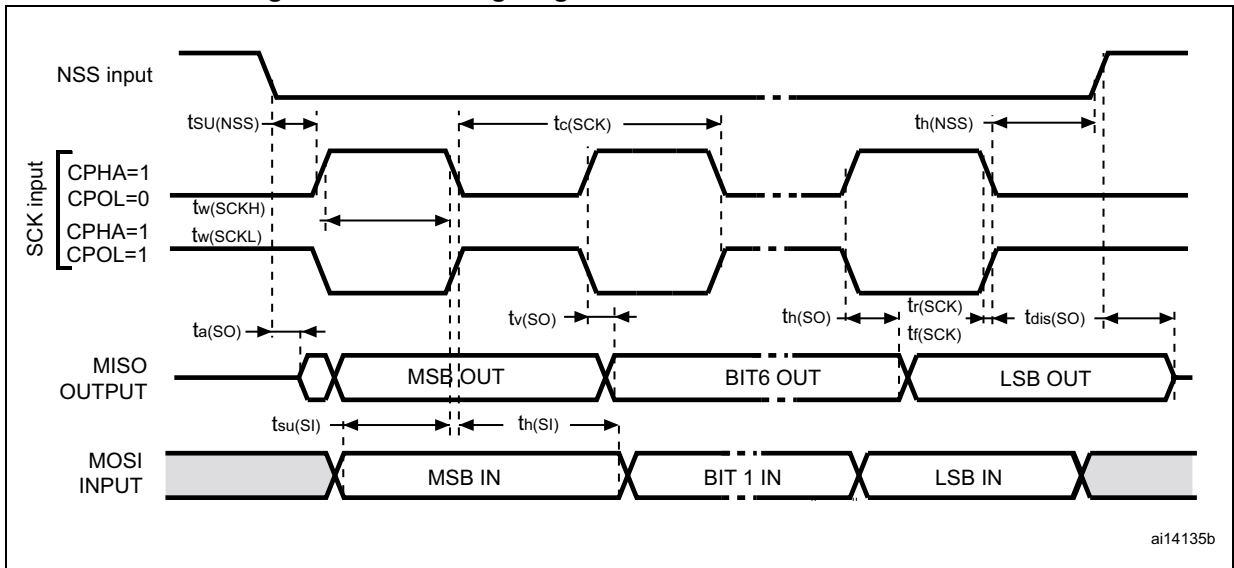 NSS input
tSU(NSS)
tc(SCK)
th(NSS)
SCK input
CPHA=1
CPOL=0
tw(SCKH)
CPHA=1
tw(SCKL)
CPOL=1
ta(SO)
tv(SO)
th(SO)
tr(SCK)
tf(SCK)
tdis(SO)
MISO
OUTPUT
MSB OUT
BIT6 OUT
LSB OUT
tsu(SI)
th(SI)
MOSI
INPUT
MSB IN
BIT 1 IN
LSB IN
ai14135b